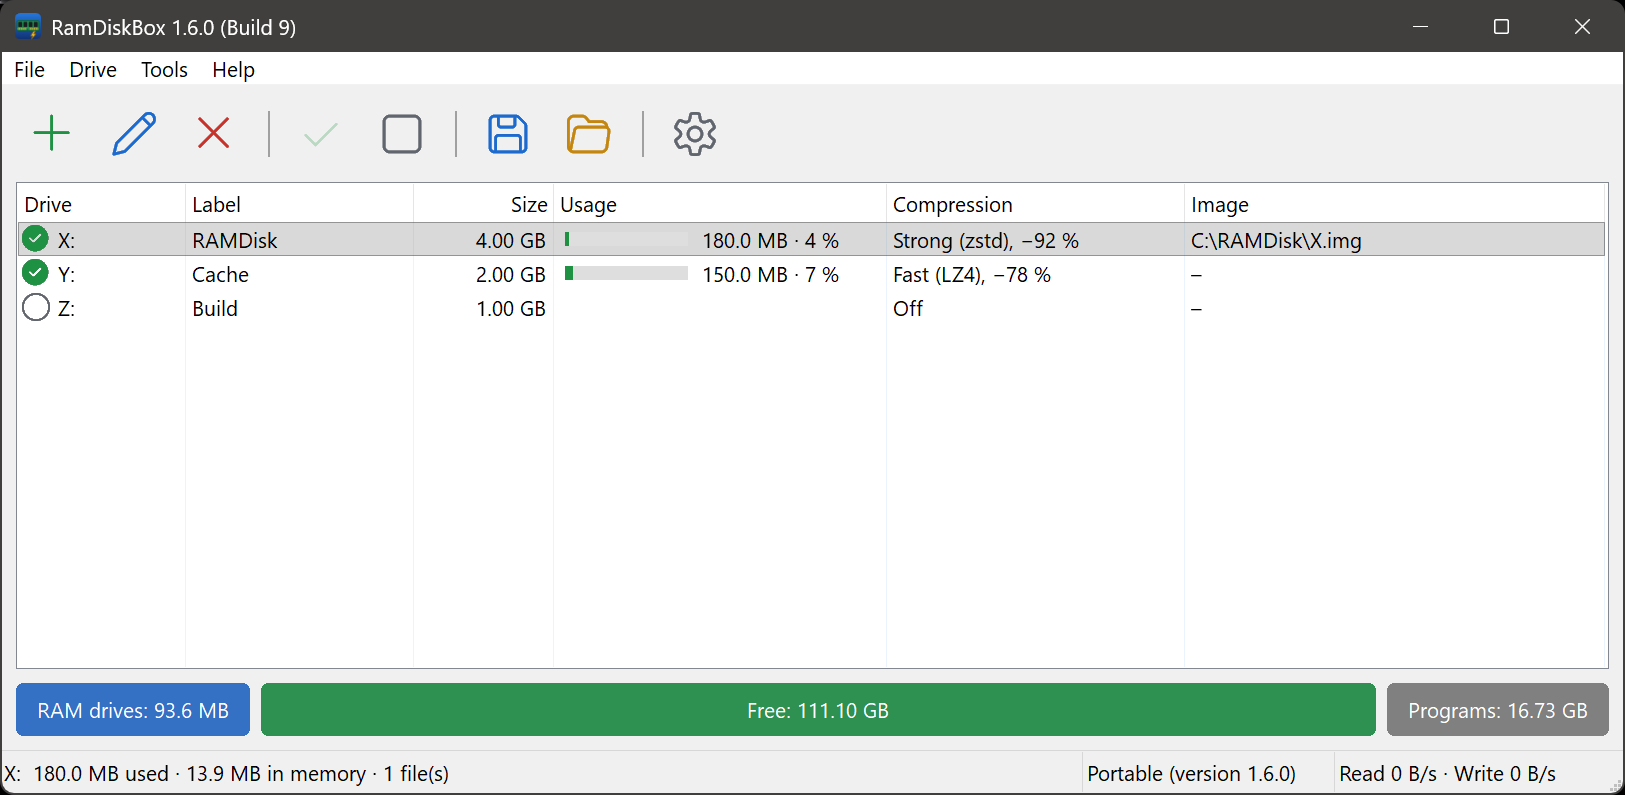 RamDiskBox 1.6.0 (Build 9)
File Drive Tools Help
Drive Label Size Usage Compression Image
X: RAMDisk 4.00 GB 180.0 MB · 4 % Strong (zstd), −92 % C:\RAMDisk\X.img
Y: Cache 2.00 GB 150.0 MB · 7 % Fast (LZ4), −78 % –
Z: Build 1.00 GB Off –
RAM drives: 93.6 MB Free: 111.10 GB Programs: 16.73 GB
X: 180.0 MB used · 13.9 MB in memory · 1 file(s) Portable (version 1.6.0) Read 0 B/s · Write 0 B/s